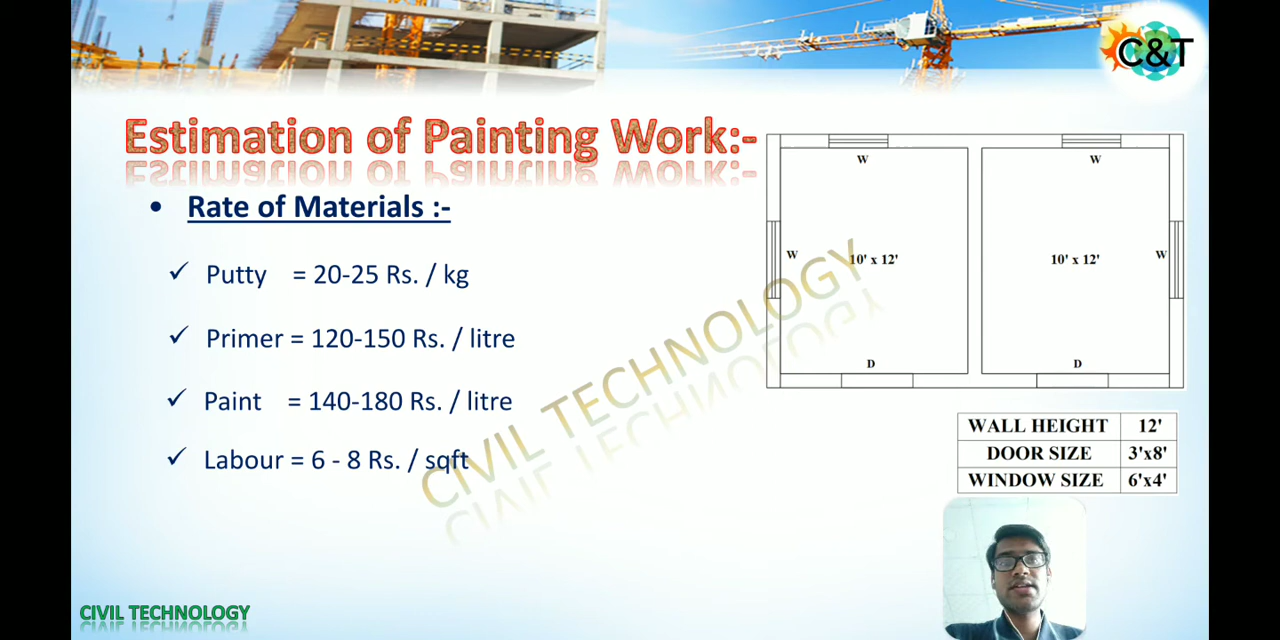 C&T
Estimation of Painting Work:-
• Rate of Materials :-
✓ Putty = 20-25 Rs. / kg
✓ Primer = 120-150 Rs. / litre
✓ Paint = 140-180 Rs. / litre
✓ Labour = 6 - 8 Rs. / sqft
W W
W 10' x 12' 10' x 12' W
D D
WALL HEIGHT 12'
DOOR SIZE 3'x8'
WINDOW SIZE 6'x4'
CIVIL TECHNOLOGY
CIVIL TECHNOLOGY